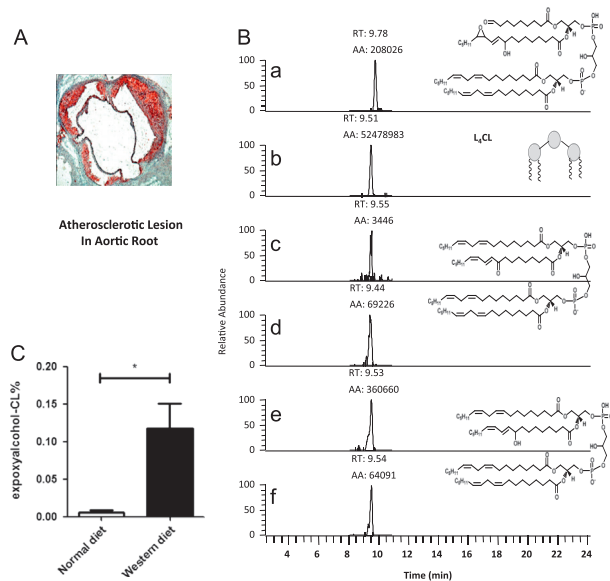 A
Atherosclerotic Lesion
In Aortic Root
C
expoxyalcohol-CL%
0.20
0.15
0.10
0.05
0.00
*
Normal diet
Western diet
B
Relative Abundance
a
RT: 9.78
AA: 208026
100
50
0
b
RT: 9.51
AA: 52478983
L₄CL
100
50
0
c
RT: 9.55
AA: 3446
100
50
0
d
RT: 9.44
AA: 69226
100
50
0
e
RT: 9.53
AA: 360660
100
50
0
f
RT: 9.54
AA: 64091
100
50
0
4 6 8 10 12 14 16 18 20 22 24
Time (min)